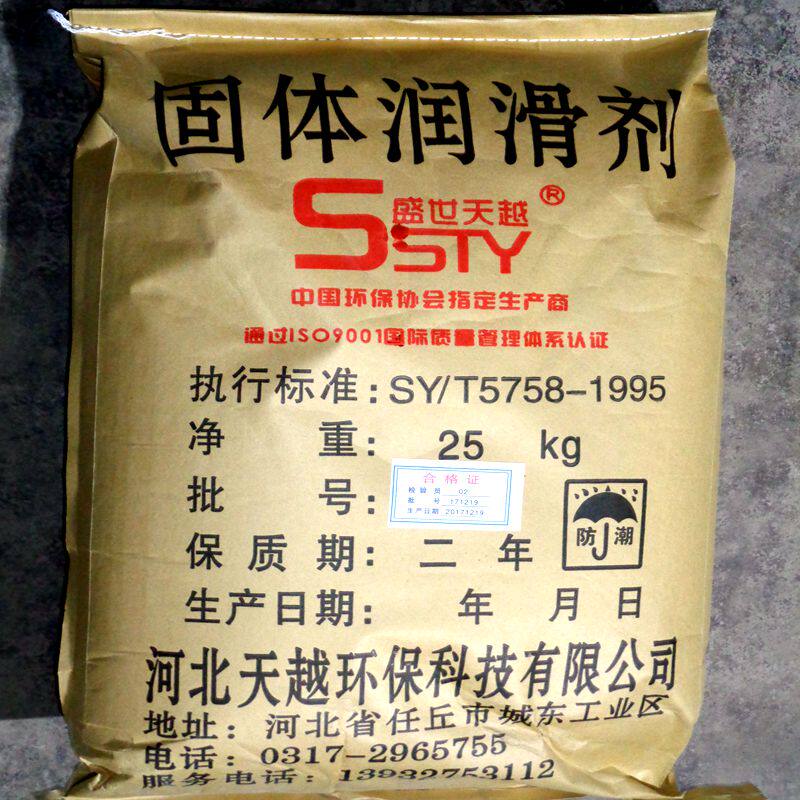 固体润滑剂
盛世天越®
SSTY
中国环保协会指定生产商
通过ISO9001国际质量管理体系认证
执行标准:SY/T5758-1995
净 重: 25 kg
批 号:
合格证
检验员 02
批 号 171219
生产日期 20171219
防潮
保质期: 二年
生产日期: 年 月 日
河北天越环保科技有限公司
地址:河北省任丘市城东工业区
电话:0317-2965755
服务电话:13932753112